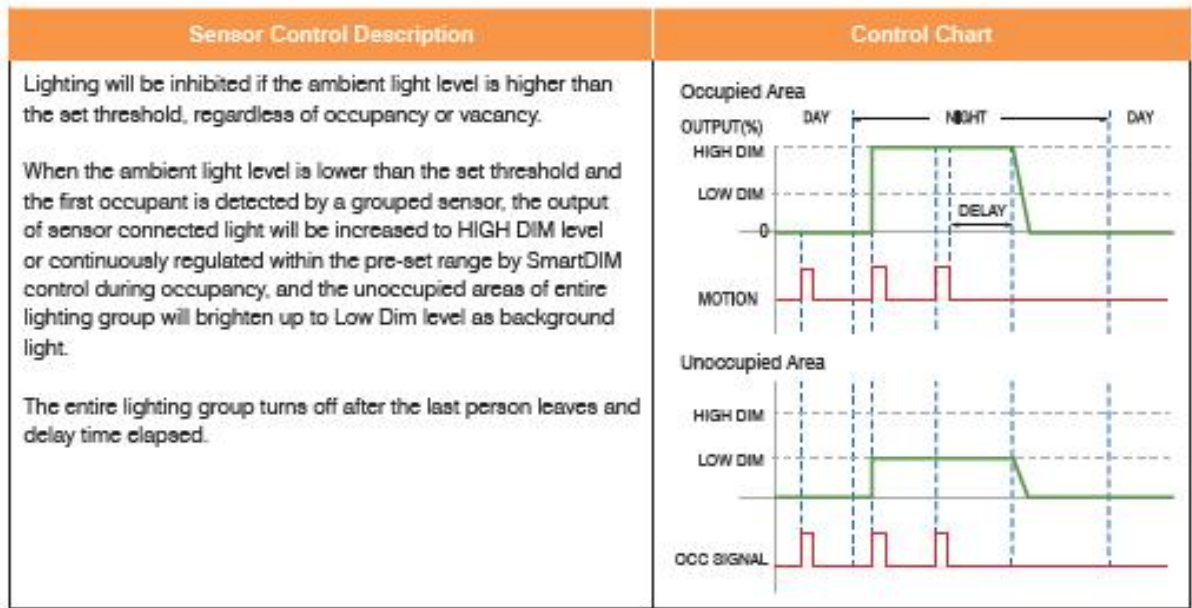 Sensor Control Description
Control Chart
Lighting will be inhibited if the ambient light level is higher than
the set threshold, regardless of occupancy or vacancy.
When the ambient light level is lower than the set threshold and
the first occupant is detected by a grouped sensor, the output
of sensor connected light will be increased to HIGH DIM level
or continuously regulated within the pre-set range by SmartDIM
control during occupancy, and the unoccupied areas of entire
lighting group will brighten up to Low Dim level as background
light.
The entire lighting group turns off after the last person leaves and
delay time elapsed.
Occupied Area
OUTPUT(%)
DAY
NIGHT
DAY
HIGH DIM
LOW DIM
DELAY
0
MOTION
Unoccupied Area
HIGH DIM
LOW DIM
OCC SIGNAL